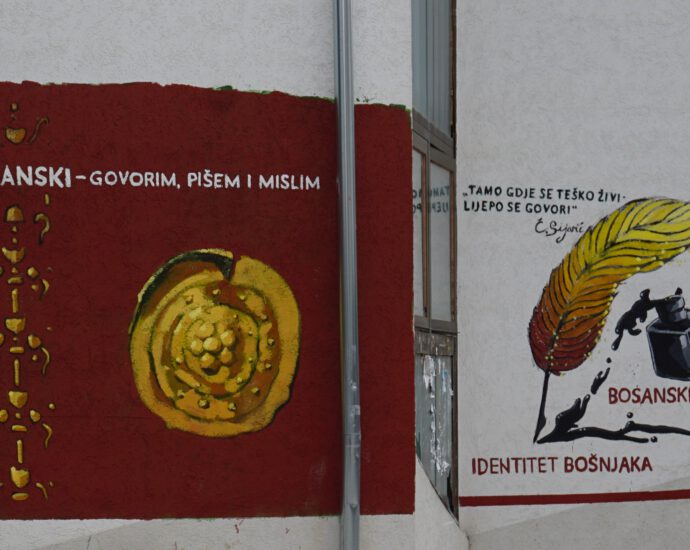 ANSKI – GOVORIM, PIŠEM I MISLIM
„TAMO GDJE SE TEŠKO ŽIVI-
LIJEPO SE GOVORI"
Ć. Sijarić
BOSANSKI
IDENTITET BOŠNJAKA